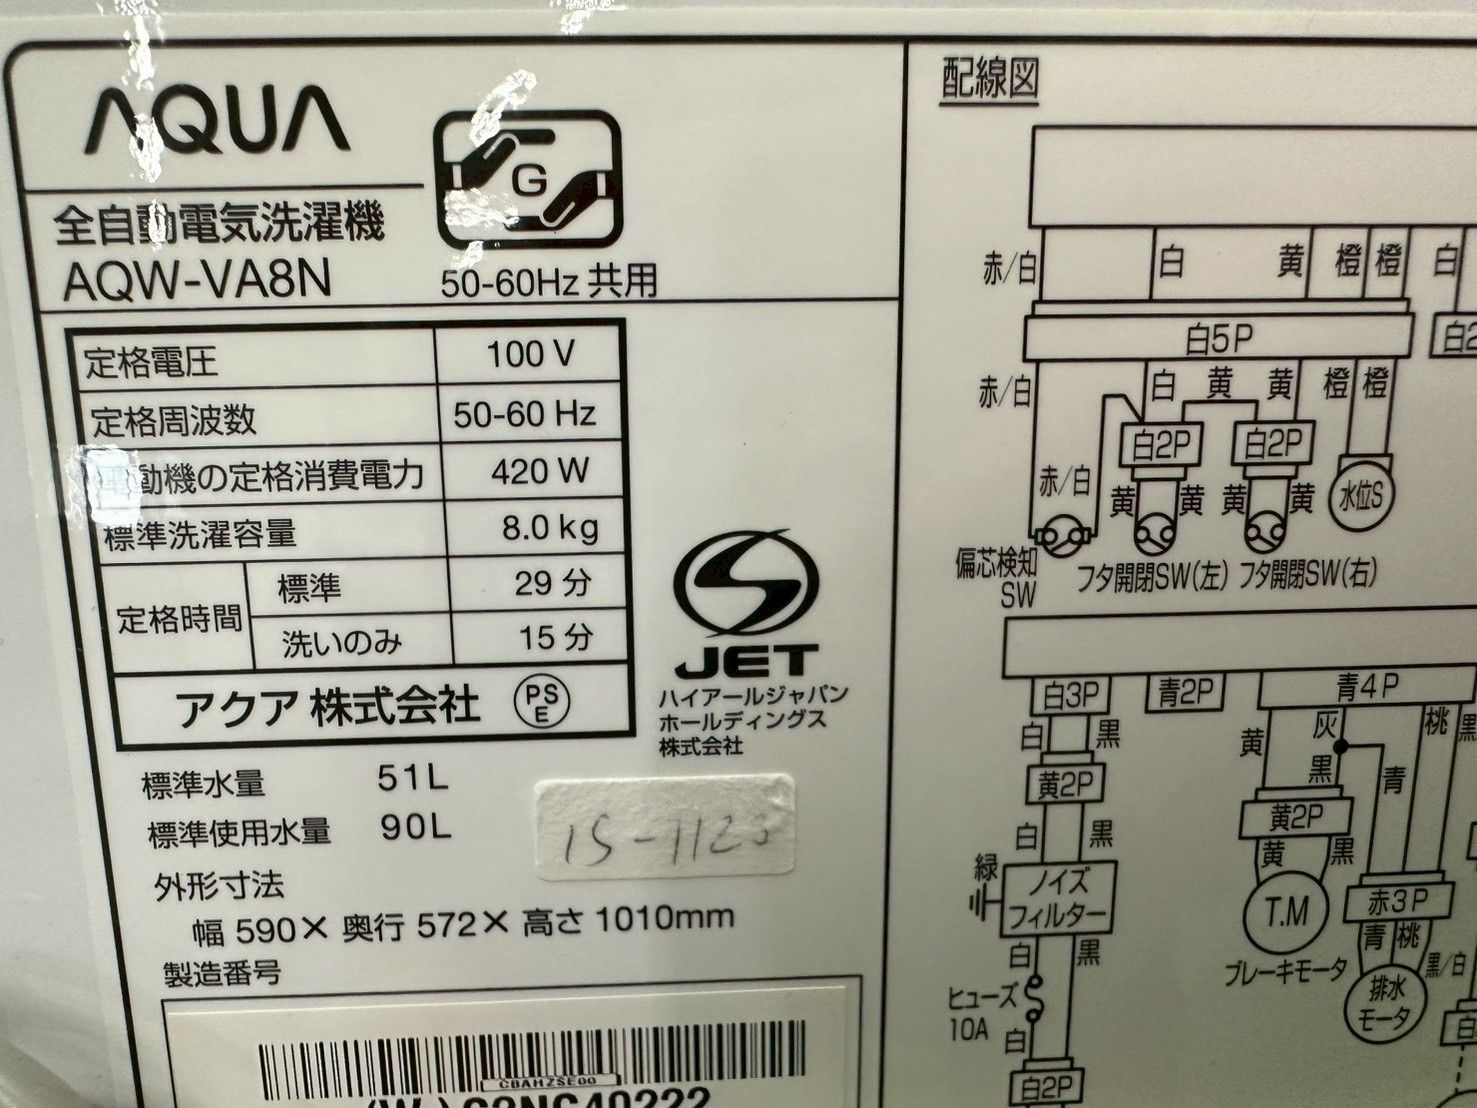 AQUA
G
全自動電気洗濯機
AQW-VA8N
50-60Hz 共用
定格電圧 100 V
定格周波数 50-60 Hz
電動機の定格消費電力 420 W
標準洗濯容量 8.0 kg
定格時間 標準 29 分
洗いのみ 15 分
アクア 株式会社 PSE
JET
ハイアールジャパン
ホールディングス
株式会社
標準水量 51L
標準使用水量 90L
外形寸法
幅 590× 奥行 572× 高さ 1010mm
製造番号
CBAHZSE00
配線図
赤/白 白 黄 橙 橙 白
白5P
赤/白 白 黄 黄 橙 橙
白2P 白2P
赤/白 黄 黄 黄 黄 水位S
偏芯検知
SW
フタ開閉SW(左) フタ開閉SW(右)
白3P 青2P 青4P
白 黒 黄 灰 桃 黒
黄2P 黒 青
白 黒 黄2P
緑 黄 黒
ノイズ
フィルター
T.M 赤3P
白 黒 青 桃 黒/白
ブレーキモータ
ヒューズ
10A
排水
モータ
白
白2P